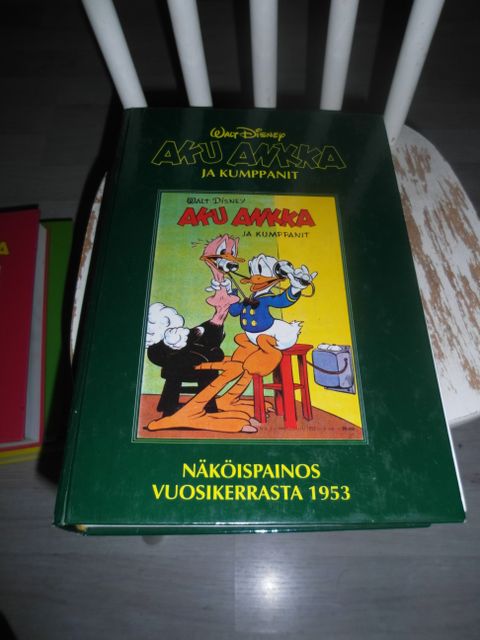 Walt Disney
AKU ANKKA
JA KUMPPANIT
Walt Disney
AKU ANKKA
JA KUMPPANIT
NÄKÖISPAINOS
VUOSIKERRASTA 1953